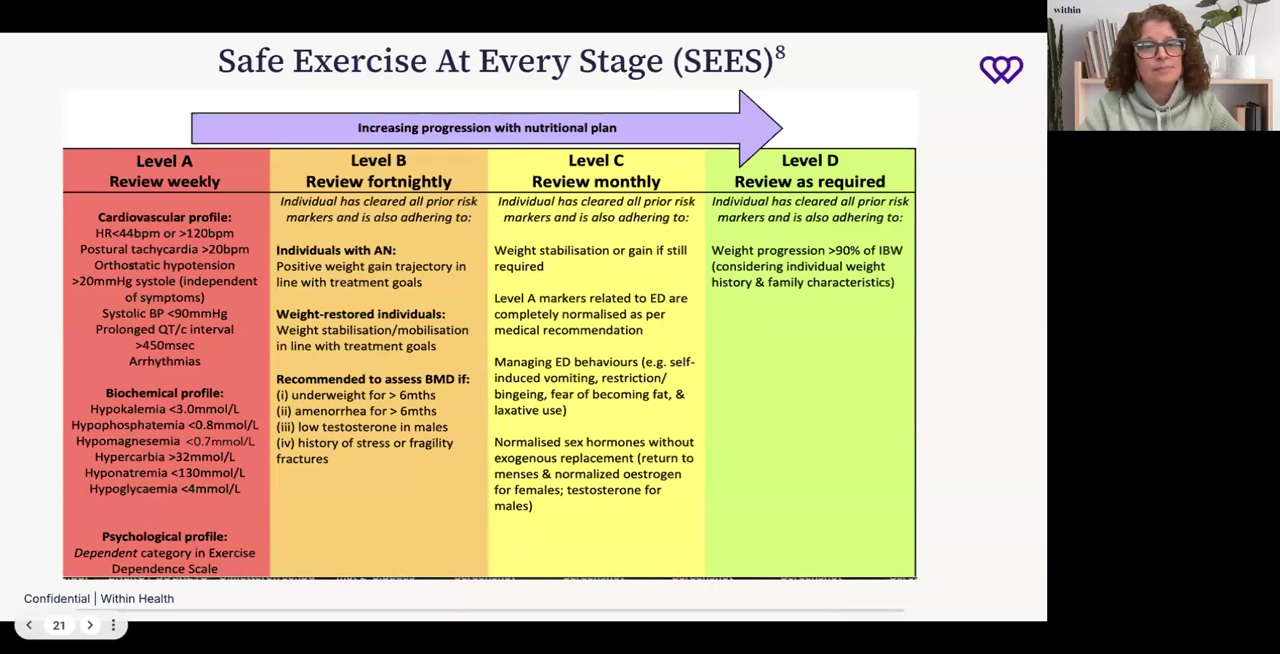 within
Safe Exercise At Every Stage (SEES)8
Increasing progression with nutritional plan
Level A
Review weekly
Cardiovascular profile:
HR<44bpm or >120bpm
Postural tachycardia >20bpm
Orthostatic hypotension
>20mmHg systole (independent
of symptoms)
Systolic BP <90mmHg
Prolonged QT/c interval
>450msec
Arrhythmias
Biochemical profile:
Hypokalemia <3.0mmol/L
Hypophosphatemia <0.8mmol/L
Hypomagnesemia <0.7mmol/L
Hypercarbia >32mmol/L
Hyponatremia <130mmol/L
Hypoglycaemia <4mmol/L
Psychological profile:
Dependent category in Exercise
Dependence Scale
Level B
Review fortnightly
Individual has cleared all prior risk
markers and is also adhering to:
Individuals with AN:
Positive weight gain trajectory in
line with treatment goals
Weight-restored individuals:
Weight stabilisation/mobilisation
in line with treatment goals
Recommended to assess BMD if:
(i) underweight for > 6mths
(ii) amenorrhea for > 6mths
(iii) low testosterone in males
(iv) history of stress or fragility
fractures
Level C
Review monthly
Individual has cleared all prior risk
markers and is also adhering to:
Weight stabilisation or gain if still
required
Level A markers related to ED are
completely normalised as per
medical recommendation
Managing ED behaviours (e.g. self-
induced vomiting, restriction/
bingeing, fear of becoming fat, &
laxative use)
Normalised sex hormones without
exogenous replacement (return to
menses & normalized oestrogen
for females; testosterone for
males)
Level D
Review as required
Individual has cleared all prior risk
markers and is also adhering to:
Weight progression >90% of IBW
(considering individual weight
history & family characteristics)
Confidential | Within Health
21